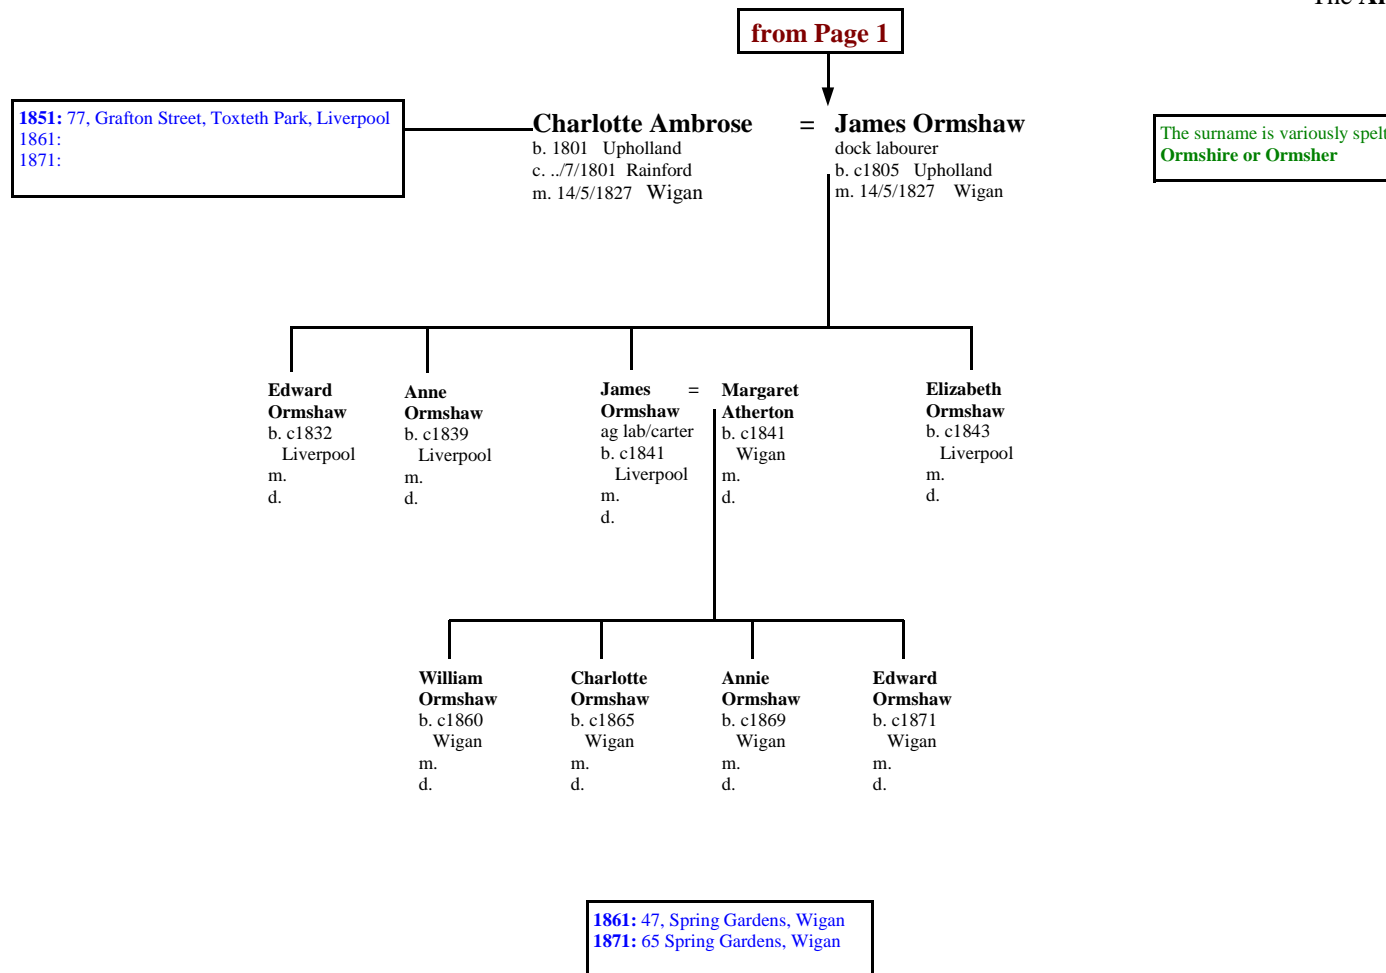 The
from Page 1
1851: 77, Grafton Street, Toxteth Park, Liverpool
1861:
1871:
Charlotte Ambrose = James Ormshaw
b. 1801 Upholland
c. ../7/1801 Rainford
m. 14/5/1827 Wigan
dock labourer
b. c1805 Upholland
m. 14/5/1827 Wigan
The surname is variously spelt
Ormshire or Ormsher
Edward
Ormshaw
b. c1832
Liverpool
m.
d.
Anne
Ormshaw
b. c1839
Liverpool
m.
d.
James =
Ormshaw
ag lab/carter
b. c1841
Liverpool
m.
d.
Margaret
Atherton
b. c1841
Wigan
m.
d.
Elizabeth
Ormshaw
b. c1843
Liverpool
m.
d.
William
Ormshaw
b. c1860
Wigan
m.
d.
Charlotte
Ormshaw
b. c1865
Wigan
m.
d.
Annie
Ormshaw
b. c1869
Wigan
m.
d.
Edward
Ormshaw
b. c1871
Wigan
m.
d.
1861: 47, Spring Gardens, Wigan
1871: 65 Spring Gardens, Wigan